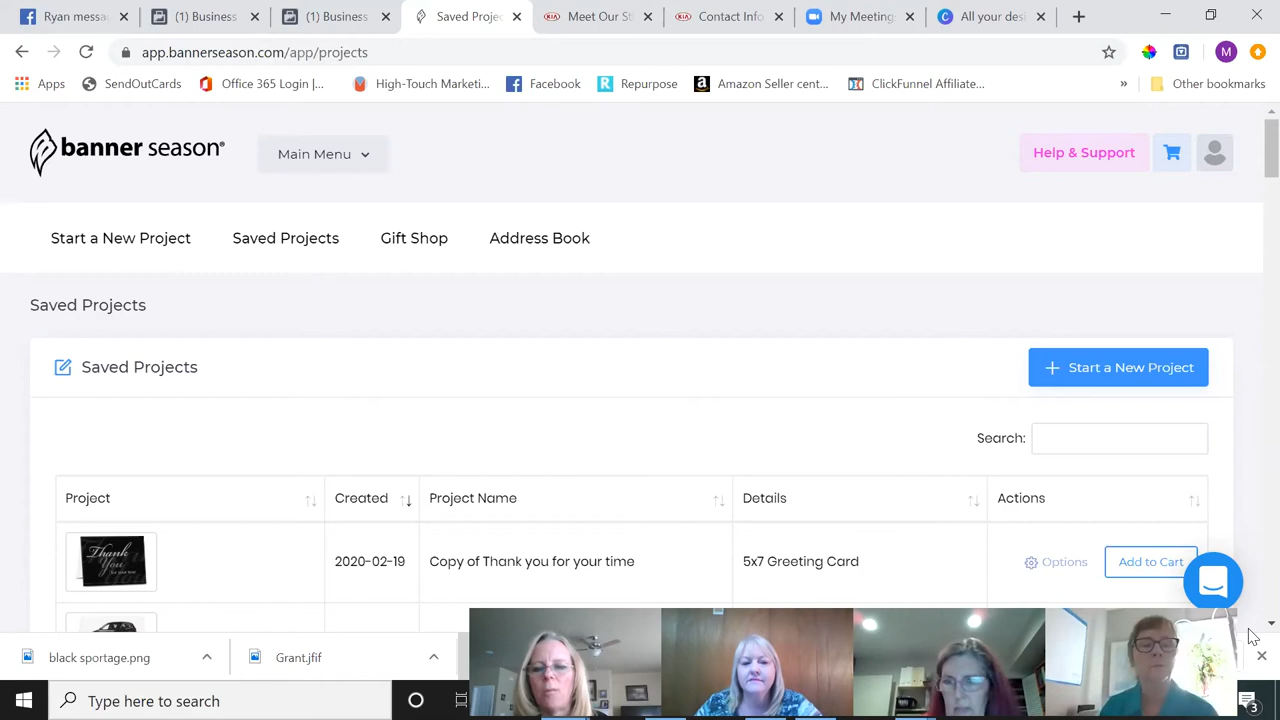 Ryan messa
(1) Business
(1) Business
Saved Proje
Meet Our St
Contact Info
My Meeting
All your des
app.bannerseason.com/app/projects
M
Apps
SendOutCards
Office 365 Login |...
High-Touch Marketi...
Facebook
Repurpose
Amazon Seller cent...
ClickFunnel Affiliate...
»
Other bookmarks
banner season®
Main Menu
Help & Support
Start a New Project
Saved Projects
Gift Shop
Address Book
Saved Projects
Saved Projects
+ Start a New Project
Search:
Project
Created
Project Name
Details
Actions
Thank You
2020-02-19
Copy of Thank you for your time
5x7 Greeting Card
Options
Add to Cart
black sportage.png
Grant.jfif
Type here to search
3